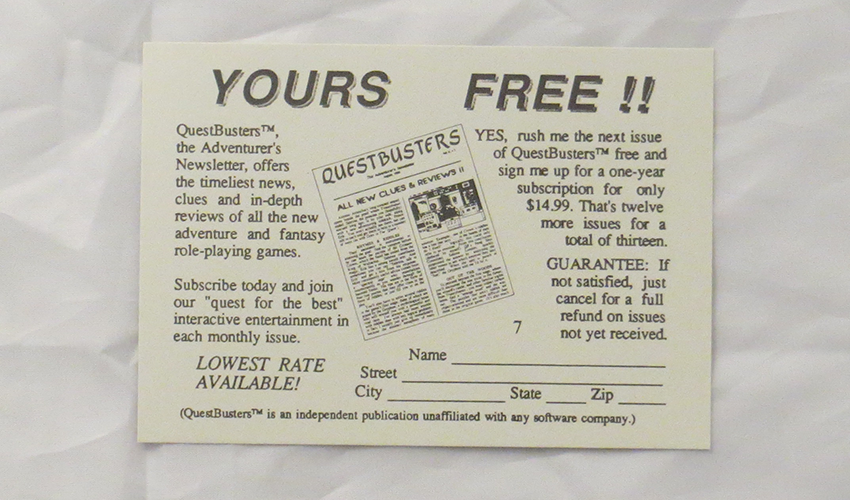 YOURS FREE !!
QuestBusters™,
the Adventurer's
Newsletter, offers
the timeliest news,
clues and in-depth
reviews of all the new
adventure and fantasy
role-playing games.
Subscribe today and join
our "quest for the best"
interactive entertainment in
each monthly issue.
LOWEST RATE
AVAILABLE!
QUESTBUSTERS
ALL NEW CLUES & REVIEWS !!
YES, rush me the next issue
of QuestBusters™ free and
sign me up for a one-year
subscription for only
$14.99. That's twelve
more issues for a
total of thirteen.
GUARANTEE: If
not satisfied, just
cancel for a full
refund on issues
not yet received.
7
Name
Street
City State Zip
(QuestBusters™ is an independent publication unaffiliated with any software company.)